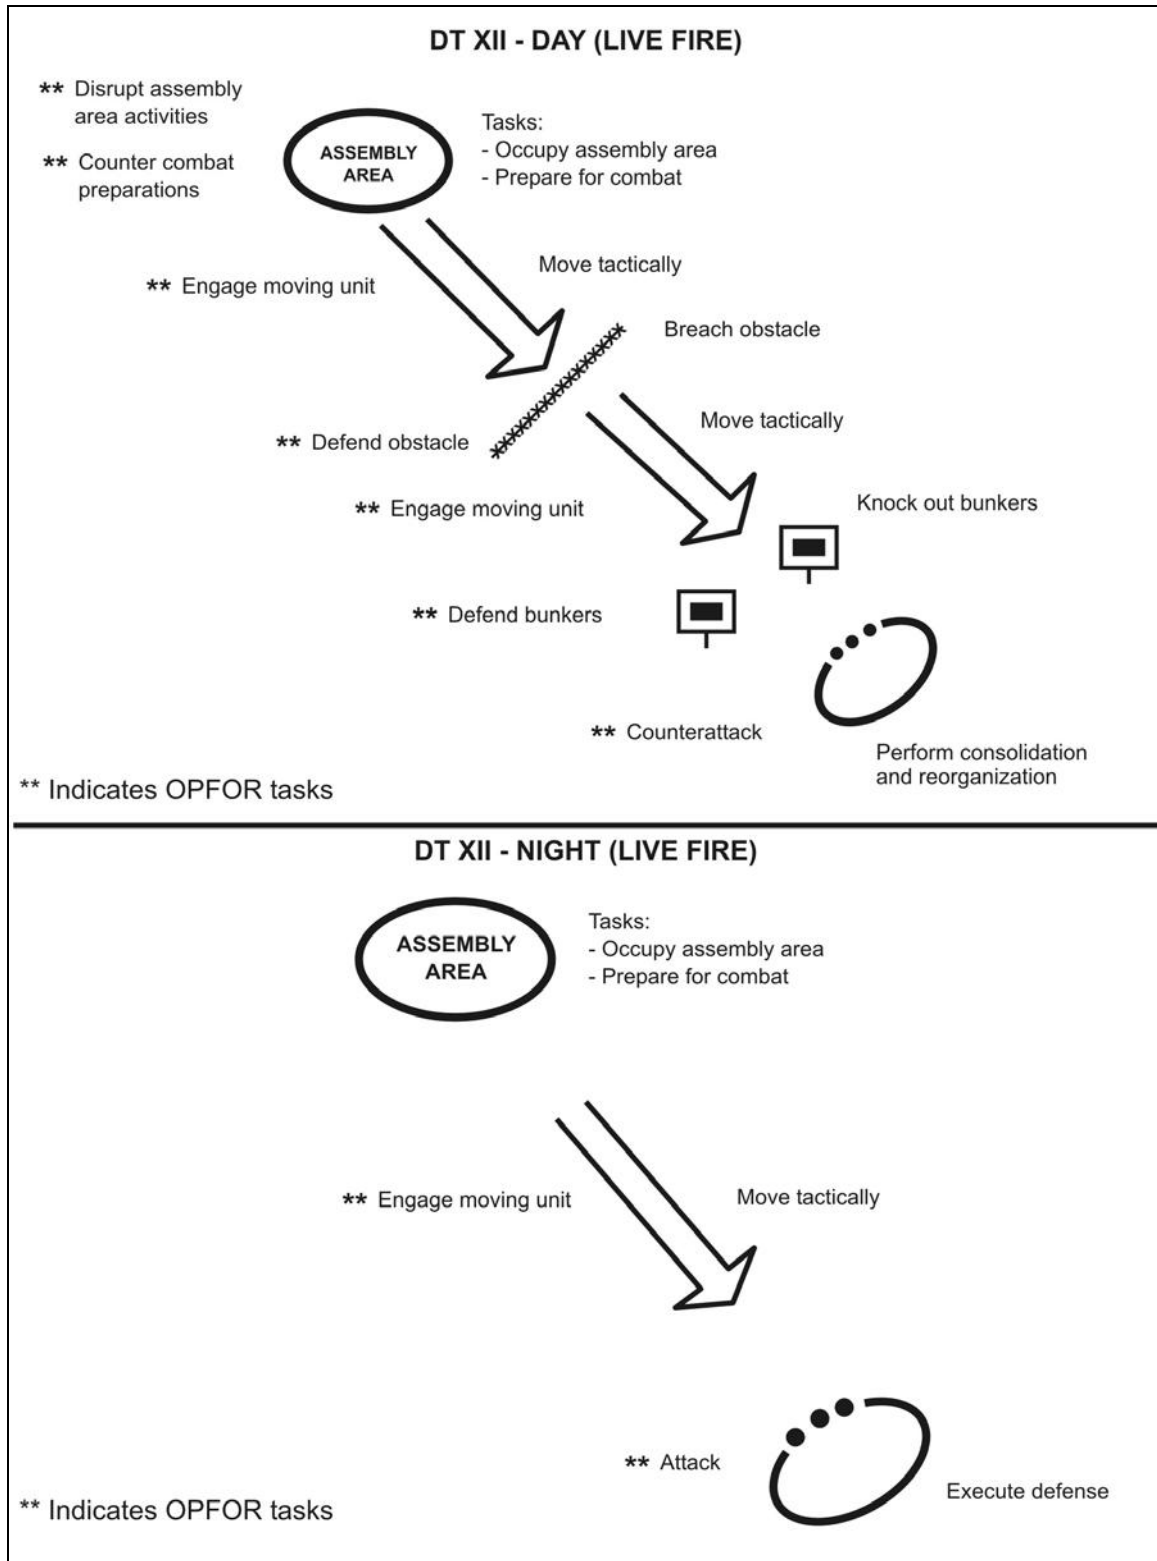 DT XII - DAY (LIVE FIRE)
** Disrupt assembly
area activities
** Counter combat
preparations
ASSEMBLY
AREA
Tasks:
- Occupy assembly area
- Prepare for combat
** Engage moving unit
Move tactically
Breach obstacle
** Defend obstacle
Move tactically
** Engage moving unit
Knock out bunkers
** Defend bunkers
** Counterattack
Perform consolidation
and reorganization
** Indicates OPFOR tasks
DT XII - NIGHT (LIVE FIRE)
ASSEMBLY
AREA
Tasks:
- Occupy assembly area
- Prepare for combat
** Engage moving unit
Move tactically
** Attack
Execute defense
** Indicates OPFOR tasks